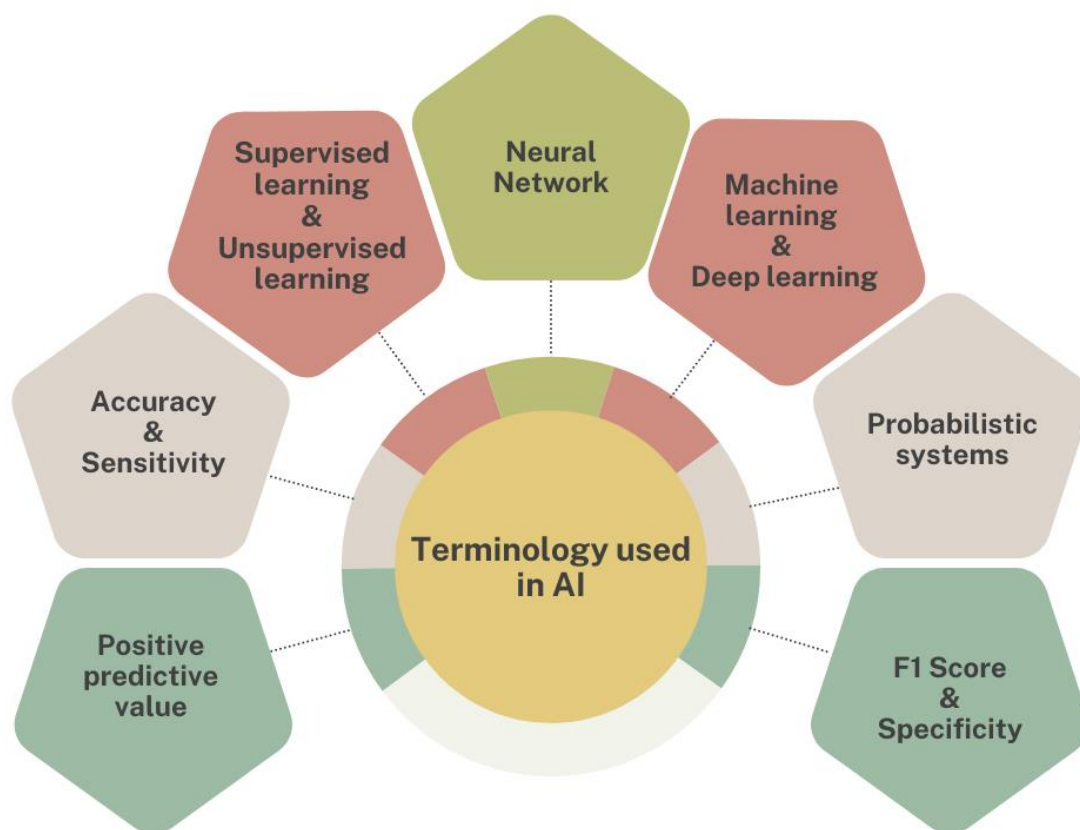 Neural
Network
Supervised
learning
&
Unsupervised
learning
Machine
learning
&
Deep learning
Accuracy
&
Sensitivity
Probabilistic
systems
Terminology used
in AI
Positive
predictive
value
F1 Score
&
Specificity